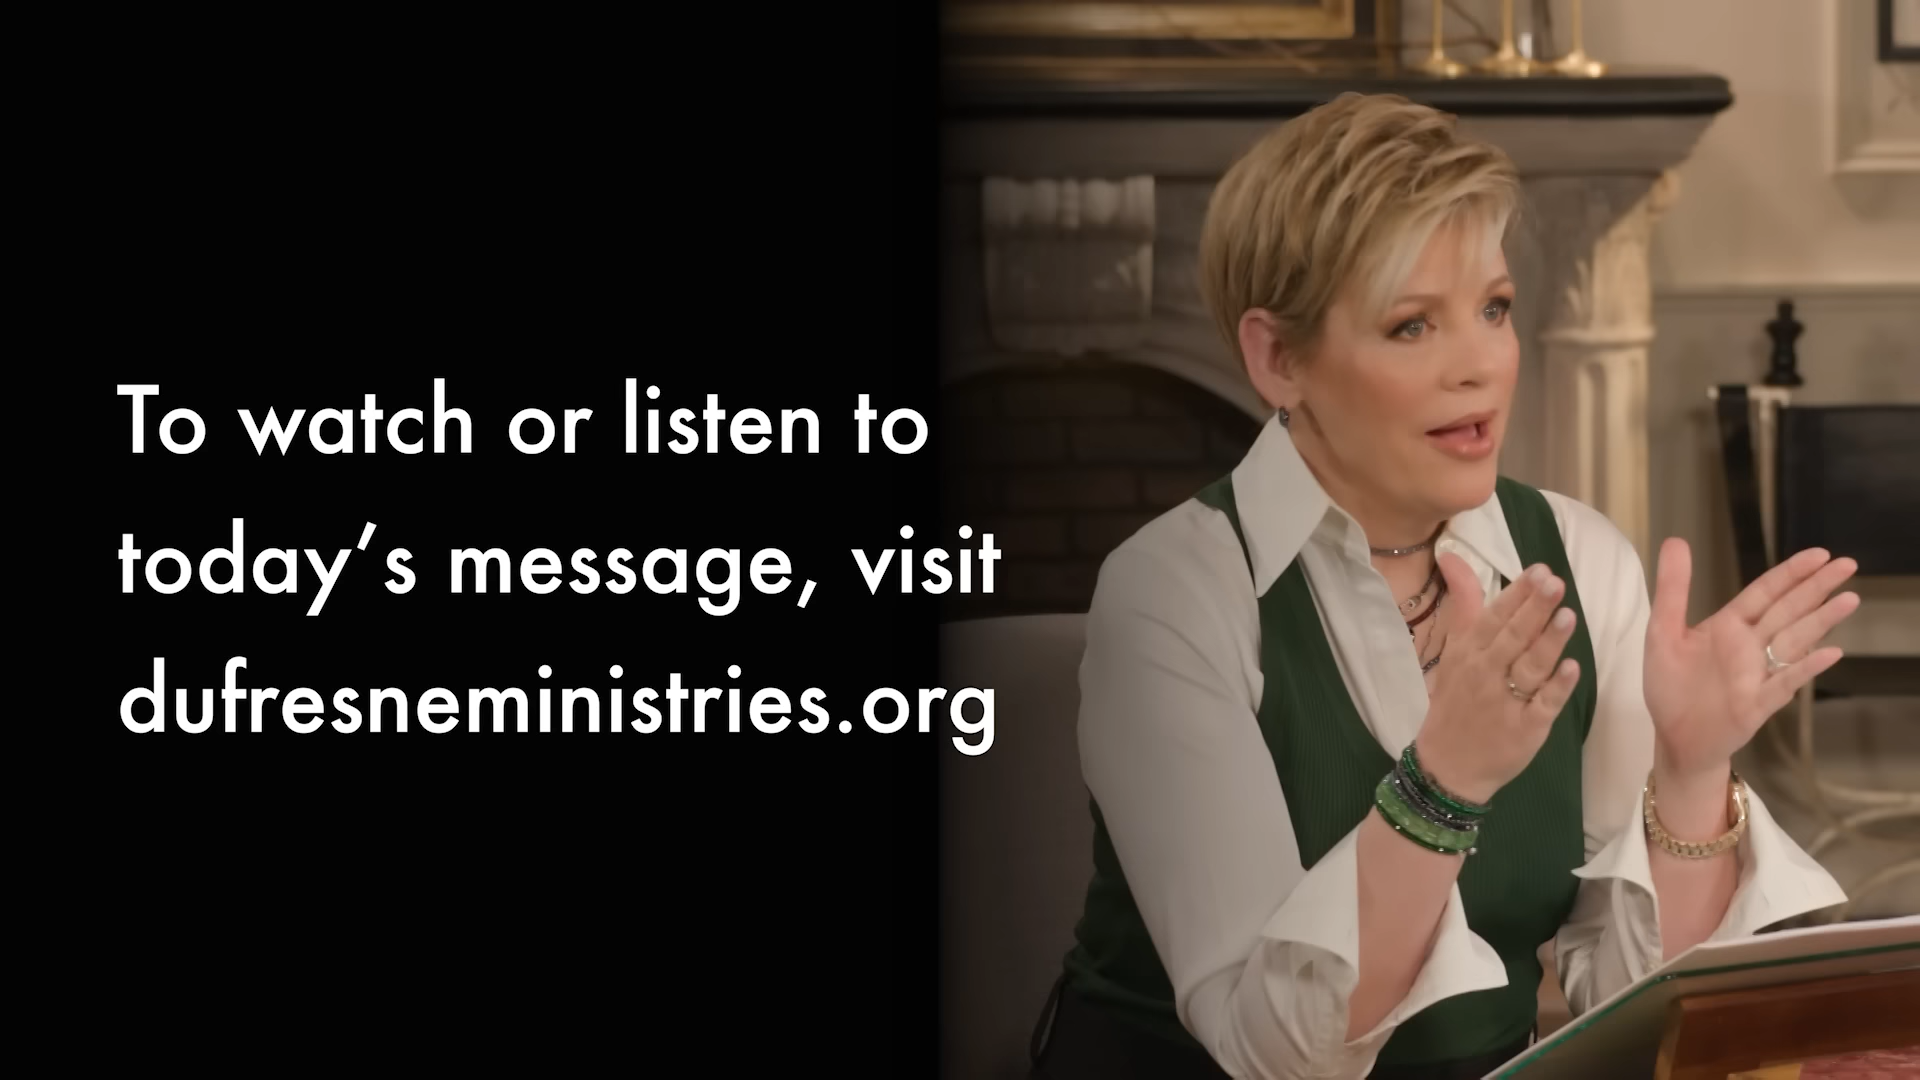 To watch or listen to
today’s message, visit
dufresneministries.org